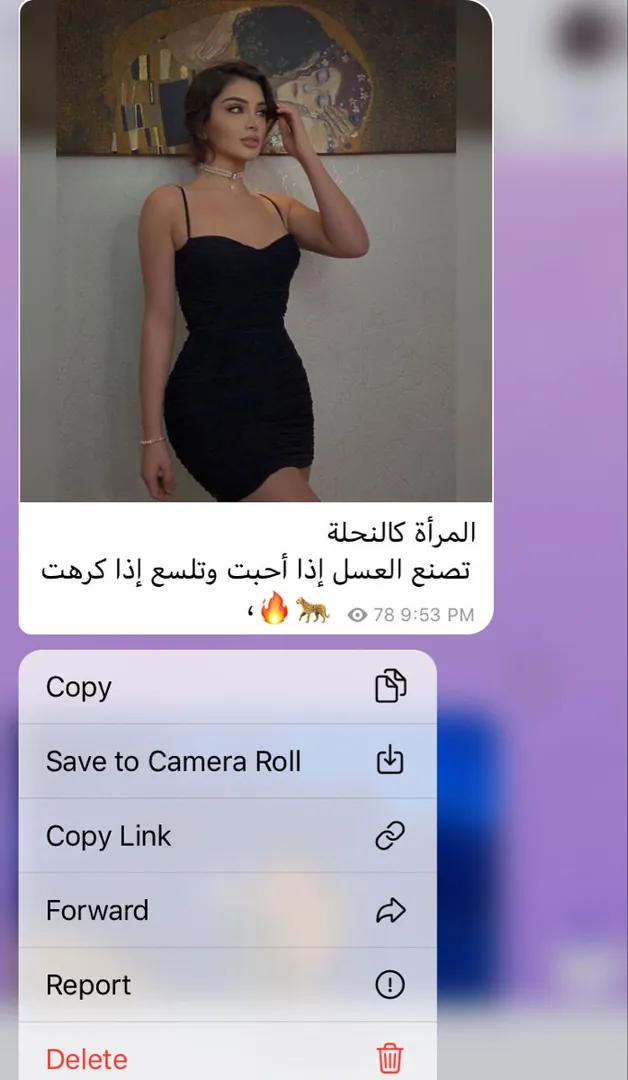 المرأة كالنحلة
تصنع العسل إذا أحبت وتلسع إذا كرهت
🐆🔥، 78 9:53 PM
Copy
Save to Camera Roll
Copy Link
Forward
Report
Delete